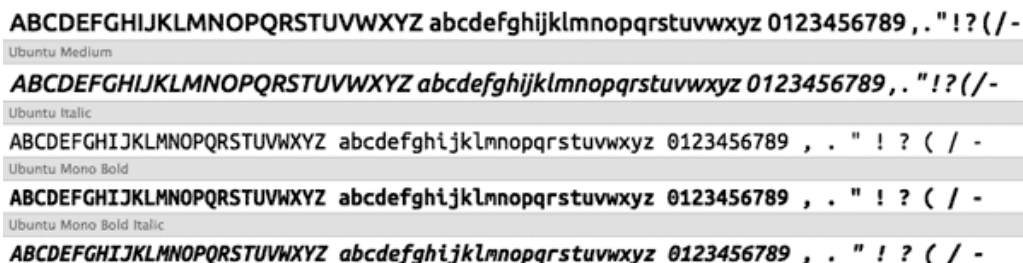 ABCDEFGHIJKLMNOPQRSTUVWXYZ abcdefghijklmnopqrstuvwxyz 0123456789 , . " ! ? ( / -
Ubuntu Medium
ABCDEFGHIJKLMNOPQRSTUVWXYZ abcdefghijklmnopqrstuvwxyz 0123456789 , . " ! ? ( / -
Ubuntu Italic
ABCDEFGHIJKLMNOPQRSTUVWXYZ abcdefghijklmnopqrstuvwxyz 0123456789 , . " ! ? ( / -
Ubuntu Mono Bold
ABCDEFGHIJKLMNOPQRSTUVWXYZ abcdefghijklmnopqrstuvwxyz 0123456789 , . " ! ? ( / -
Ubuntu Mono Bold Italic
ABCDEFGHIJKLMNOPQRSTUVWXYZ abcdefghijklmnopqrstuvwxyz 0123456789 , . " ! ? ( / -